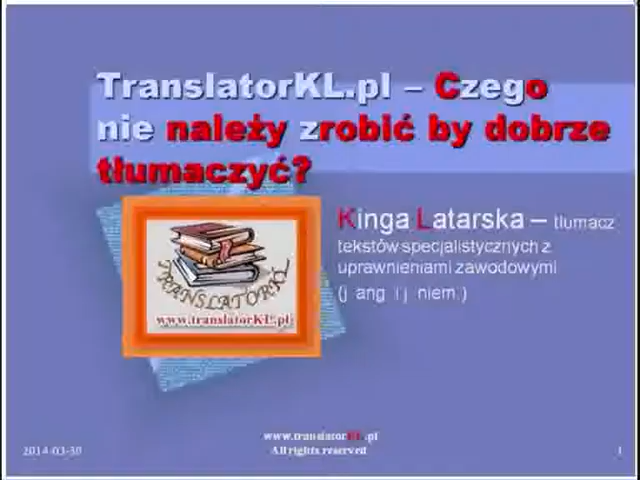 TranslatorKL.pl – Czego
nie należy zrobić by dobrze
tłumaczyć?
Kinga Latarska – tłumacz
tekstów specjalistycznych z
uprawnieniami zawodowymi
(j. ang. i j. niem.)
TRANSLATORKL
www.translatorKL.pl
2014-03-30
www.translatorKL.pl
All rights reserved
1